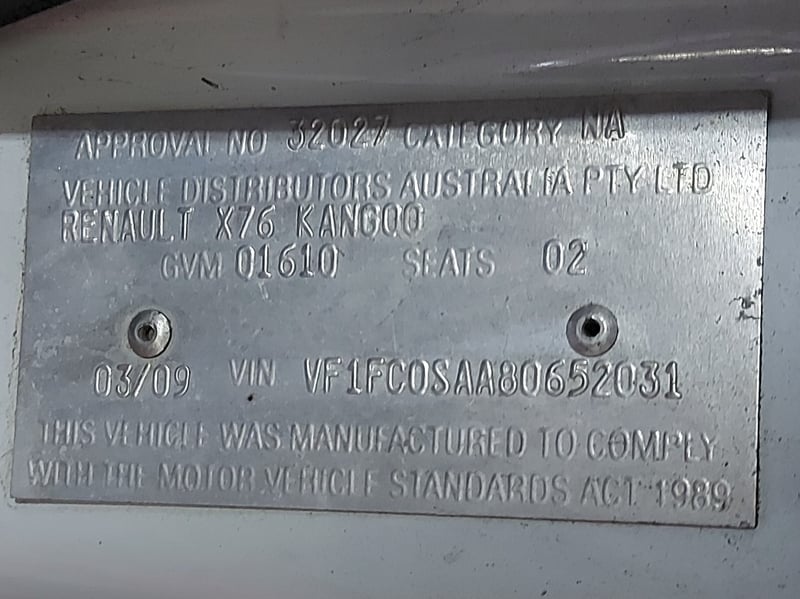 APPROVAL NO 32027 CATEGORY NA
VEHICLE DISTRIBUTORS AUSTRALIA PTY LTD
RENAULT X76 KANGOO
GVM 01610 SEATS 02
03/09 VIN VF1FC0SAA80652031
THIS VEHICLE WAS MANUFACTURED TO COMPLY
WITH THE MOTOR VEHICLE STANDARDS ACT 1989